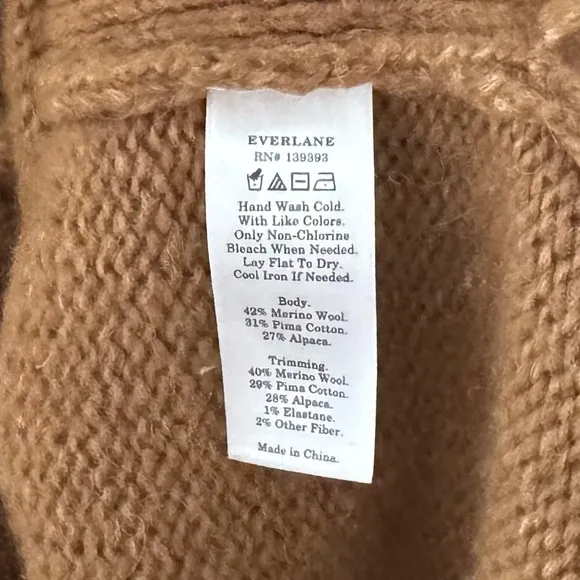 EVERLANE
RN# 139393
Hand Wash Cold.
With Like Colors.
Only Non-Chlorine
Bleach When Needed.
Lay Flat To Dry.
Cool Iron If Needed.
Body.
42% Merino Wool.
31% Pima Cotton.
27% Alpaca.
Trimming.
40% Merino Wool.
29% Pima Cotton.
28% Alpaca.
1% Elastane.
2% Other Fiber.
Made in China.